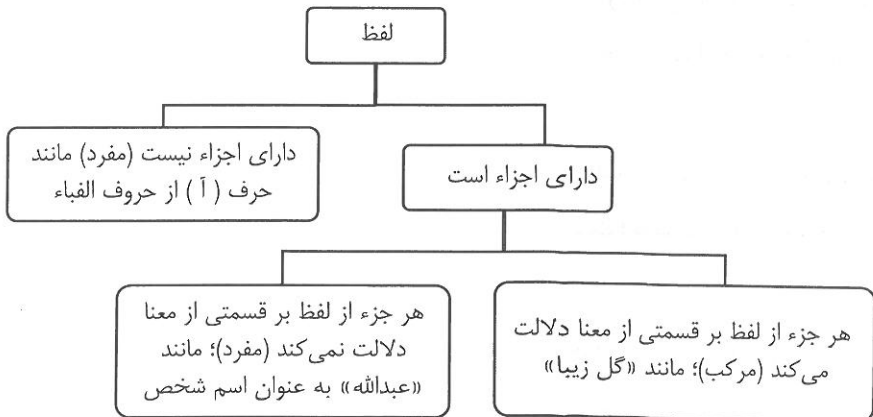 لفظ
دارای اجزاء است
دارای اجزاء نیست (مفرد) مانند
حرف ( آ ) از حروف الفباء
هر جزء از لفظ بر قسمتی از معنا دلالت
می‌کند (مرکب)؛ مانند «گل زیبا»
هر جزء از لفظ بر قسمتی از معنا
دلالت نمی‌کند (مفرد)؛ مانند
«عبدالله» به عنوان اسم شخص